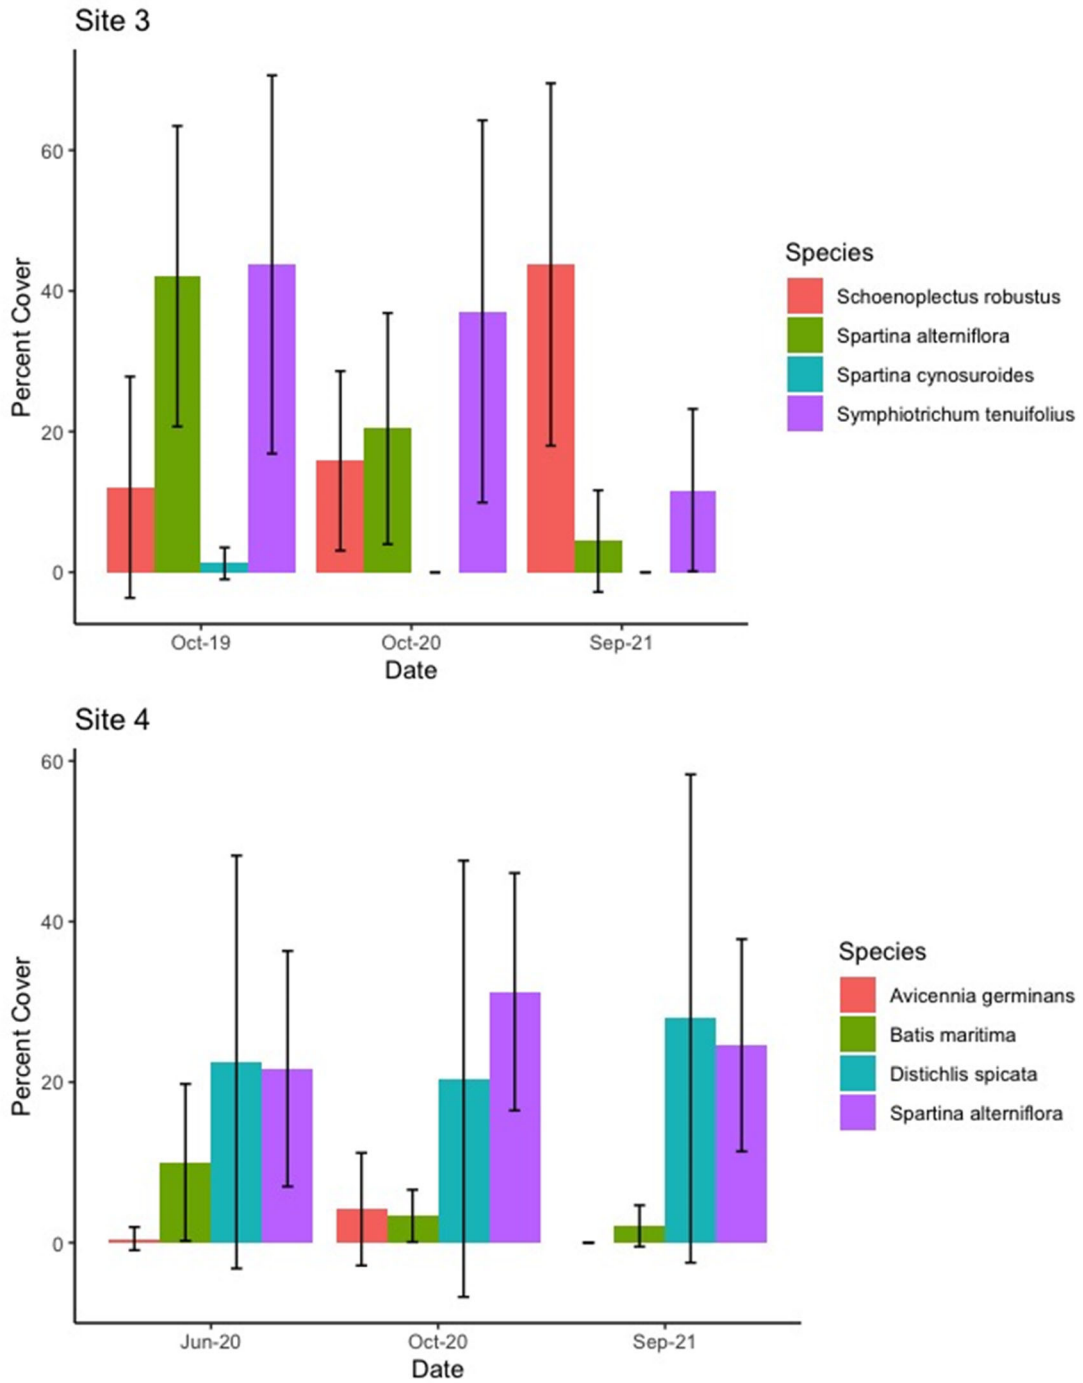 Site 3
60
40
20
0
Percent Cover
Oct-19
Oct-20
Sep-21
Date
Species
Schoenoplectus robustus
Spartina alterniflora
Spartina cynosuroides
Symphiotrichum tenuifolius
Site 4
60
40
20
0
Percent Cover
Jun-20
Oct-20
Sep-21
Date
Species
Avicennia germinans
Batis maritima
Distichlis spicata
Spartina alterniflora